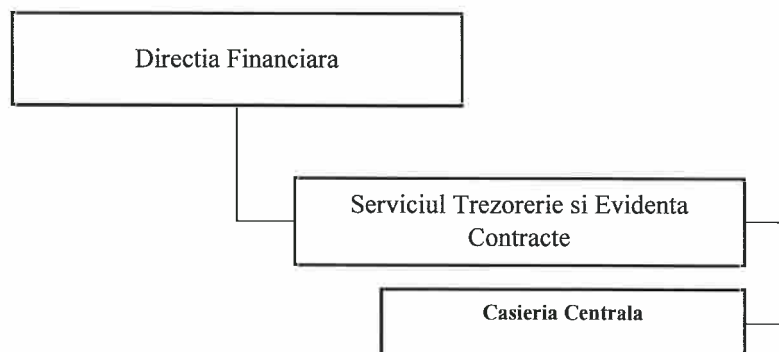 Directia Financiara
Serviciul Trezorerie si Evidenta
Contracte
Casieria Centrala